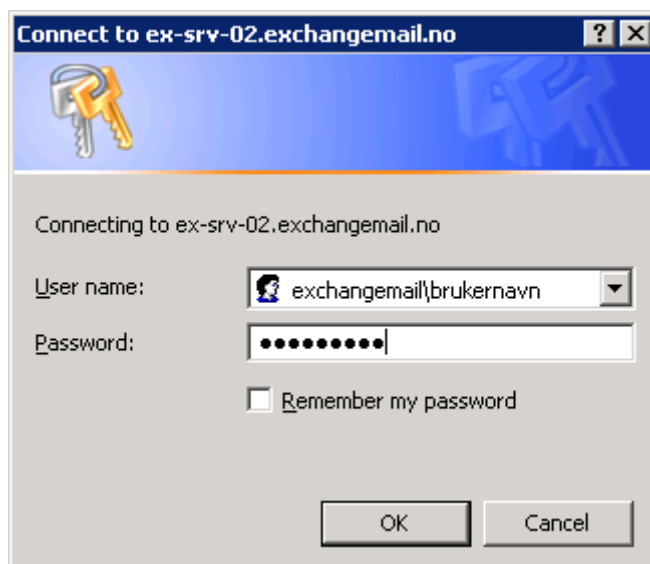 Connect to ex-srv-02.exchangemail.no
Connecting to ex-srv-02.exchangemail.no
User name: exchangemail\brukernavn
Password: ●●●●●●●●●
Remember my password
OK Cancel